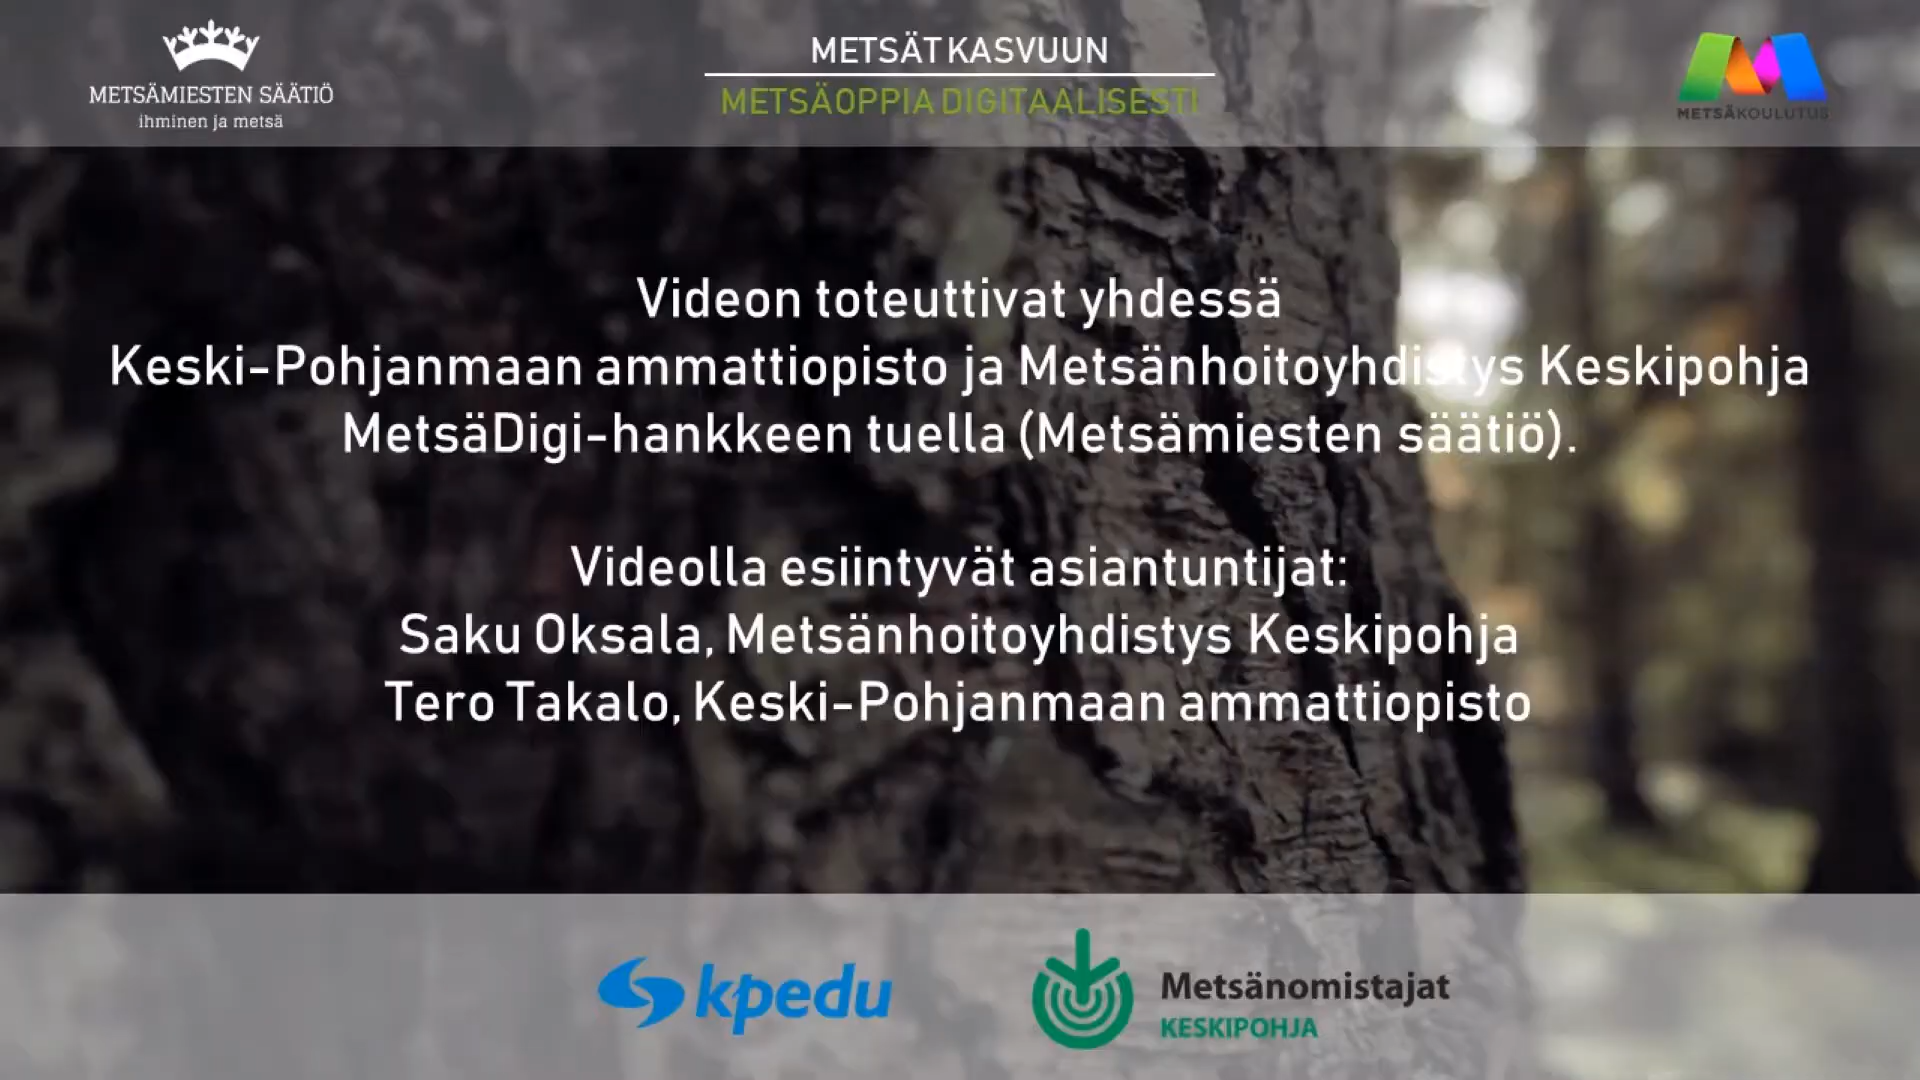 METSÄMIESTEN SÄÄTIÖ
ihminen ja metsä
METSÄT KASVUUN
METSÄOPPIA DIGITAALISESTI
METSÄKOULUTUS
Videon toteuttivat yhdessä
Keski-Pohjanmaan ammattiopisto ja Metsänhoitoyhdistys Keskipohja
MetsäDigi-hankkeen tuella (Metsämiesten säätiö).
Videolla esiintyvät asiantuntijat:
Saku Oksala, Metsänhoitoyhdistys Keskipohja
Tero Takalo, Keski-Pohjanmaan ammattiopisto
kpedu
Metsänomistajat
KESKIPOHJA